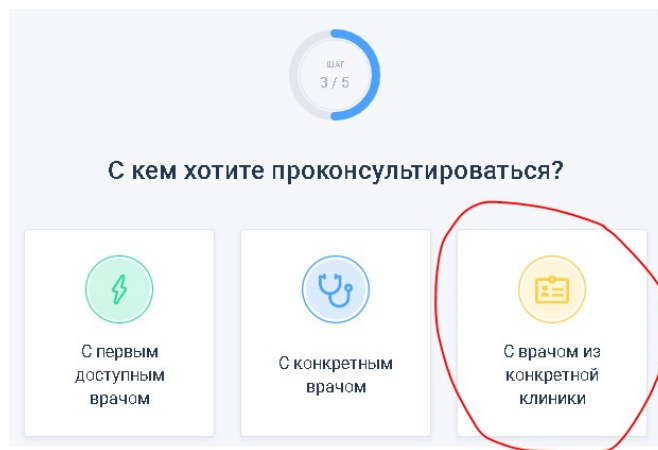 ШАГ
3 / 5
С кем хотите проконсультироваться?
С первым
доступным
врачом
С конкретным
врачом
С врачом из
конкретной
клиники